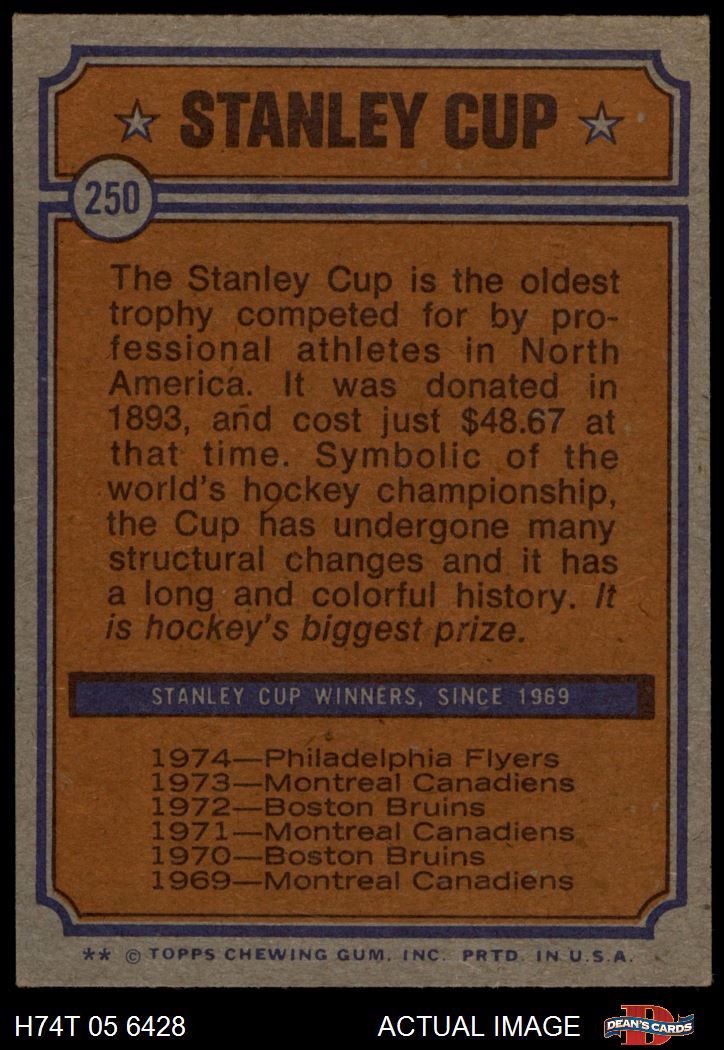 STANLEY CUP
250
The Stanley Cup is the oldest
trophy competed for by pro-
fessional athletes in North
America. It was donated in
1893, and cost just $48.67 at
that time. Symbolic of the
world's hockey championship,
the Cup has undergone many
structural changes and it has
a long and colorful history. It
is hockey's biggest prize.
STANLEY CUP WINNERS, SINCE 1969
1974—Philadelphia Flyers
1973—Montreal Canadiens
1972—Boston Bruins
1971—Montreal Canadiens
1970—Boston Bruins
1969—Montreal Canadiens
** © TOPPS CHEWING GUM, INC. PRTD. IN U.S.A.
H74T 05 6428 ACTUAL IMAGE
D
DEAN'S CARDS